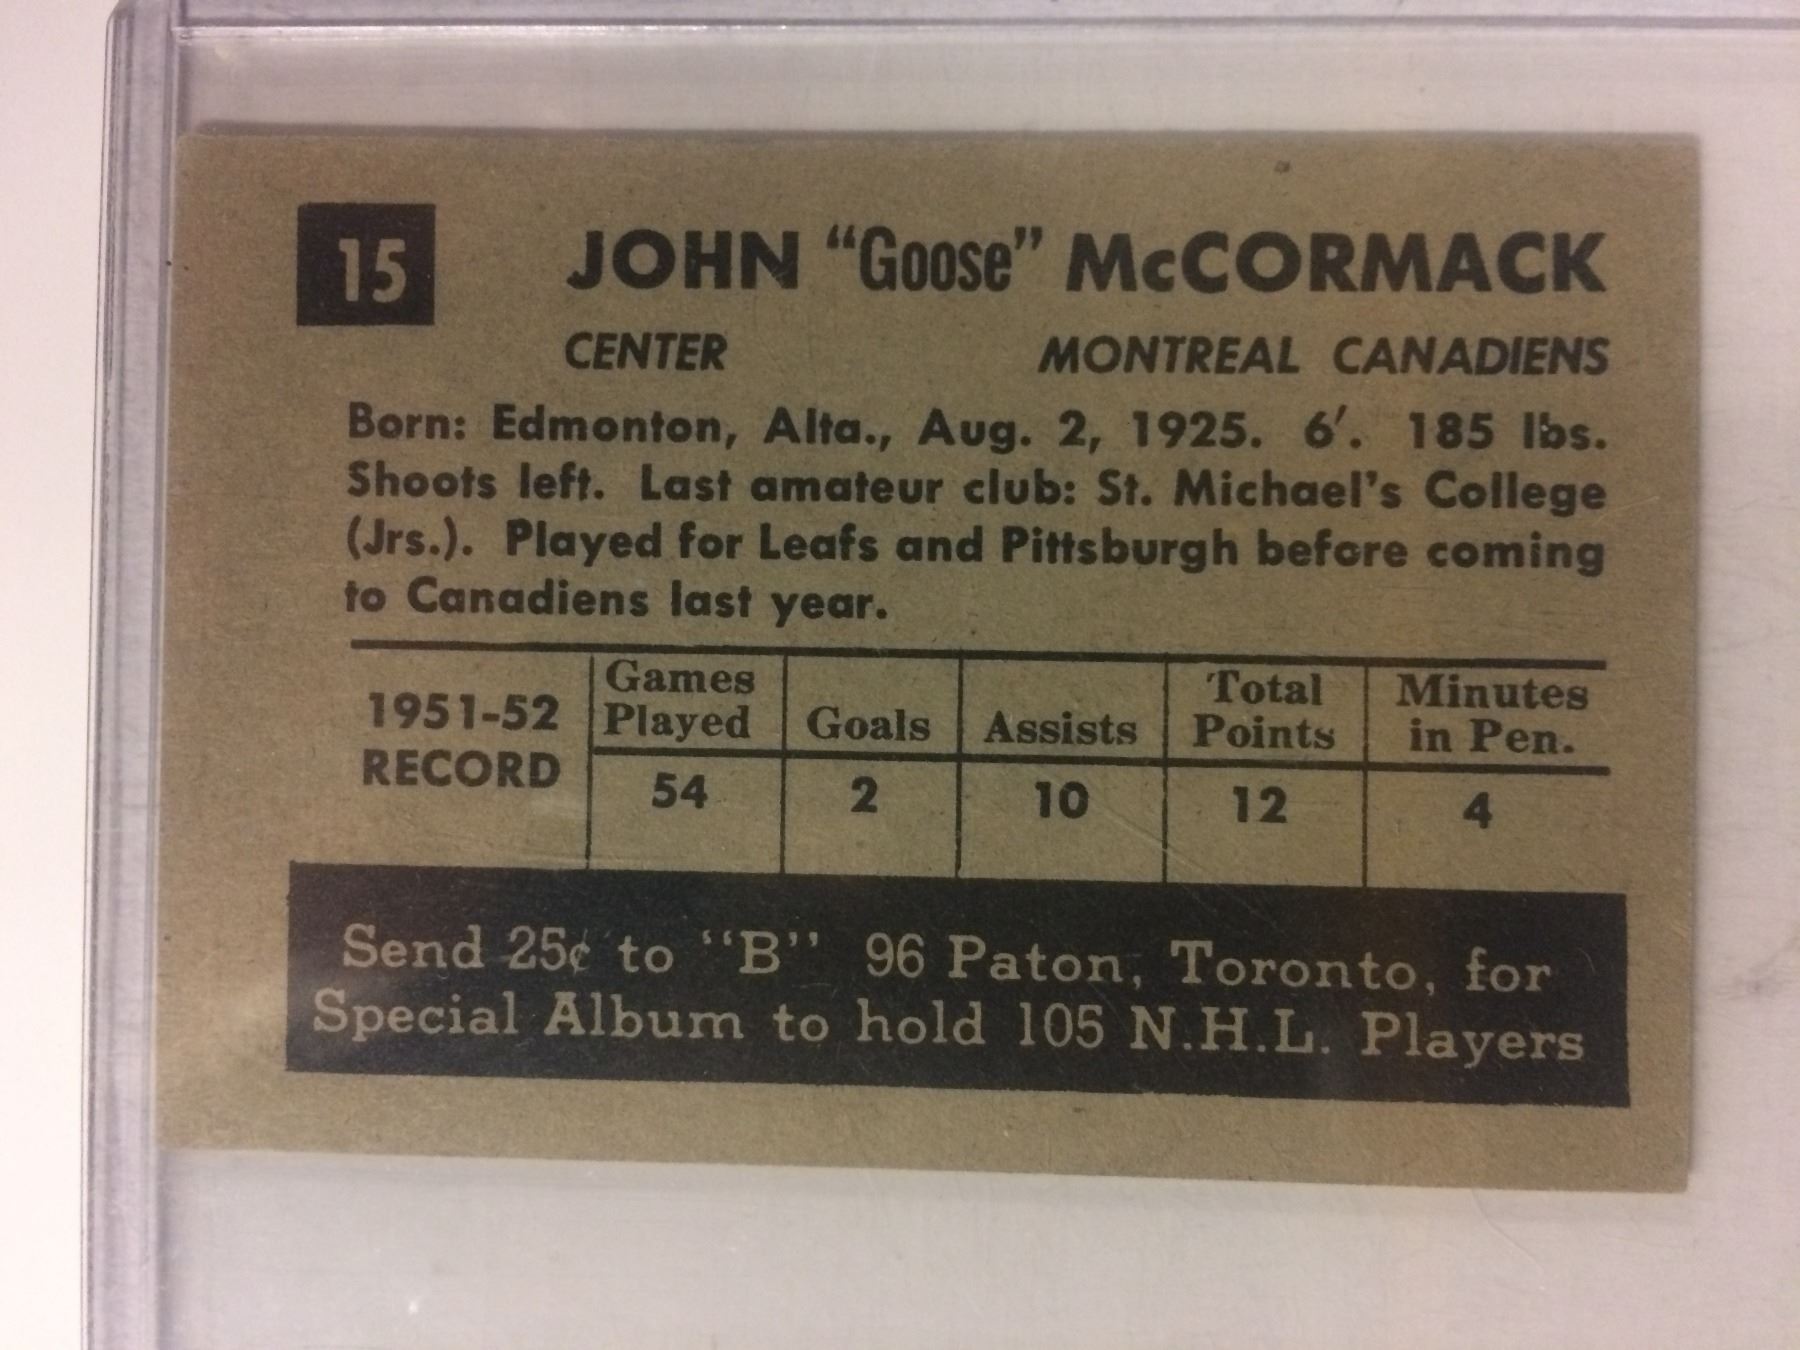 15
JOHN “Goose” McCORMACK
CENTER MONTREAL CANADIENS
Born: Edmonton, Alta., Aug. 2, 1925. 6′. 185 lbs.
Shoots left. Last amateur club: St. Michael's College
(Jrs.). Played for Leafs and Pittsburgh before coming
to Canadiens last year.
1951-52 RECORD
Games Played Goals Assists Total Points Minutes in Pen.
54 2 10 12 4
Send 25¢ to “B” 96 Paton, Toronto, for
Special Album to hold 105 N.H.L. Players